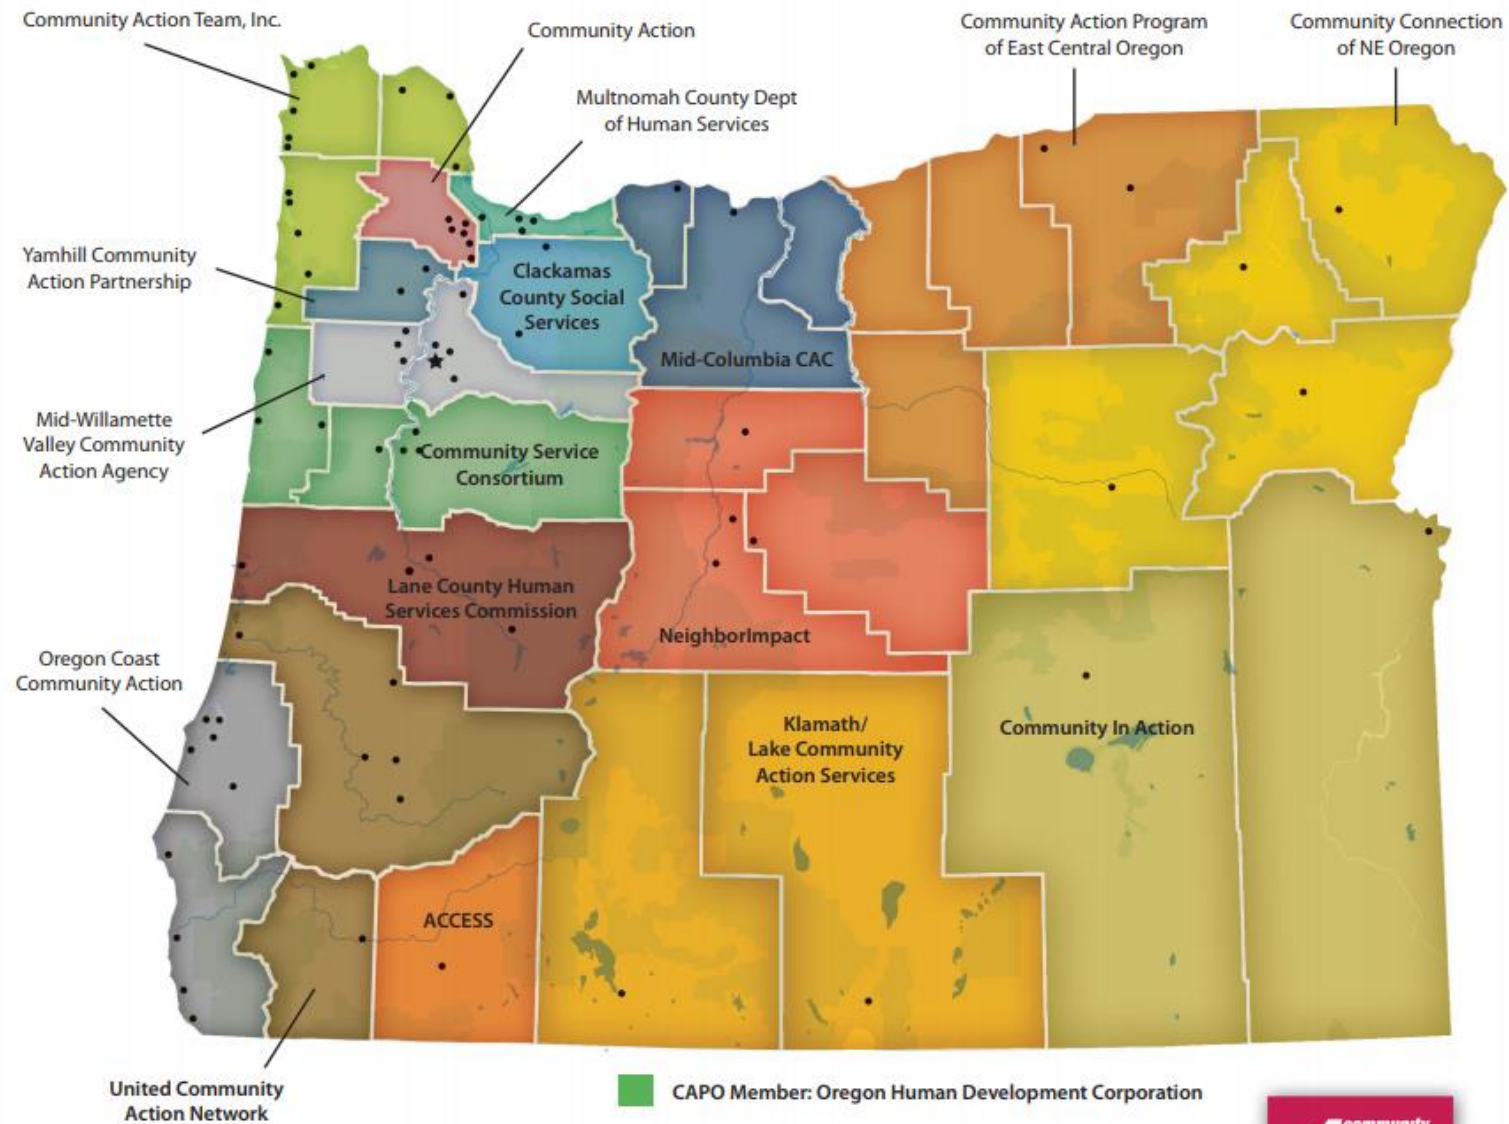 Community Action Team, Inc.
Community Action
Community Action Program
of East Central Oregon
Community Connection
of NE Oregon
Multnomah County Dept
of Human Services
Yamhill Community
Action Partnership
Clackamas
County Social
Services
Mid-Columbia CAC
Mid-Willamette
Valley Community
Action Agency
Community Service
Consortium
Lane County Human
Services Commission
NeighborImpact
Oregon Coast
Community Action
Klamath/
Lake Community
Action Services
Community In Action
ACCESS
United Community
Action Network
CAPO Member: Oregon Human Development Corporation
community